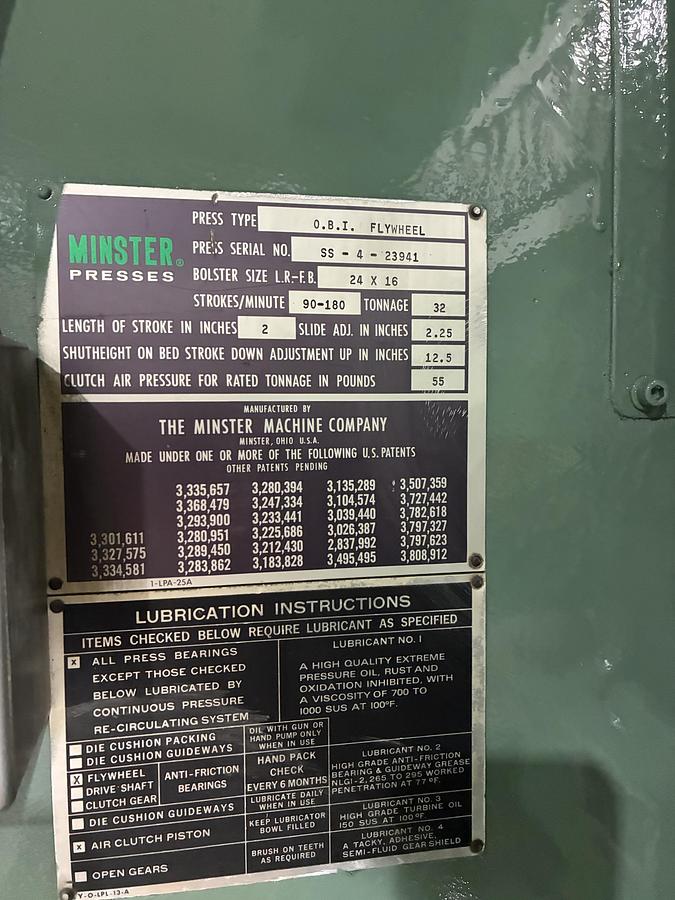 PRESS TYPE O.B.I. FLYWHEEL
MINSTER®
PRESSES
PRESS SERIAL NO. SS - 4 - 23941
BOLSTER SIZE L.R.-F.B. 24 X 16
STROKES/MINUTE 90-180 TONNAGE 32
LENGTH OF STROKE IN INCHES 2 SLIDE ADJ. IN INCHES 2.25
SHUTHEIGHT ON BED STROKE DOWN ADJUSTMENT UP IN INCHES 12.5
CLUTCH AIR PRESSURE FOR RATED TONNAGE IN POUNDS 55
MANUFACTURED BY
THE MINSTER MACHINE COMPANY
MINSTER, OHIO U.S.A.
MADE UNDER ONE OR MORE OF THE FOLLOWING U.S. PATENTS
OTHER PATENTS PENDING
3,335,657 3,280,394 3,135,289 3,507,359
3,368,479 3,247,334 3,104,574 3,727,442
3,293,900 3,233,441 3,039,440 3,782,618
3,301,611 3,280,951 3,225,686 3,026,387 3,797,327
3,327,575 3,289,450 3,212,430 2,837,992 3,797,623
3,334,581 3,283,862 3,183,828 3,495,495 3,808,912
1-LPA-25A
LUBRICATION INSTRUCTIONS
ITEMS CHECKED BELOW REQUIRE LUBRICANT AS SPECIFIED
X ALL PRESS BEARINGS
EXCEPT THOSE CHECKED
BELOW LUBRICATED BY
CONTINUOUS PRESSURE
RE-CIRCULATING SYSTEM
LUBRICANT NO. 1
A HIGH QUALITY EXTREME
PRESSURE OIL, RUST AND
OXIDATION INHIBITED, WITH
A VISCOSITY OF 700 TO
1000 SUS AT 100°F.
DIE CUSHION PACKING
DIE CUSHION GUIDEWAYS
OIL WITH GUN OR
HAND PUMP ONLY
WHEN IN USE
X FLYWHEEL
DRIVE SHAFT
CLUTCH GEAR
ANTI-FRICTION
BEARINGS
HAND PACK
CHECK
EVERY 6 MONTHS
LUBRICANT NO. 2
HIGH GRADE ANTI-FRICTION
BEARING & GUIDEWAY GREASE
NLGI-2, 265 TO 295 WORKED
PENETRATION AT 77°F.
DIE CUSHION GUIDEWAYS
LUBRICATE DAILY
WHEN IN USE
X AIR CLUTCH PISTON
KEEP LUBRICATOR
BOWL FILLED
LUBRICANT NO. 3
HIGH GRADE TURBINE OIL
150 SUS AT 100°F.
OPEN GEARS
BRUSH ON TEETH
AS REQUIRED
LUBRICANT NO. 4
A TACKY, ADHESIVE,
SEMI-FLUID GEAR SHIELD
Y-O-LPL-13-A